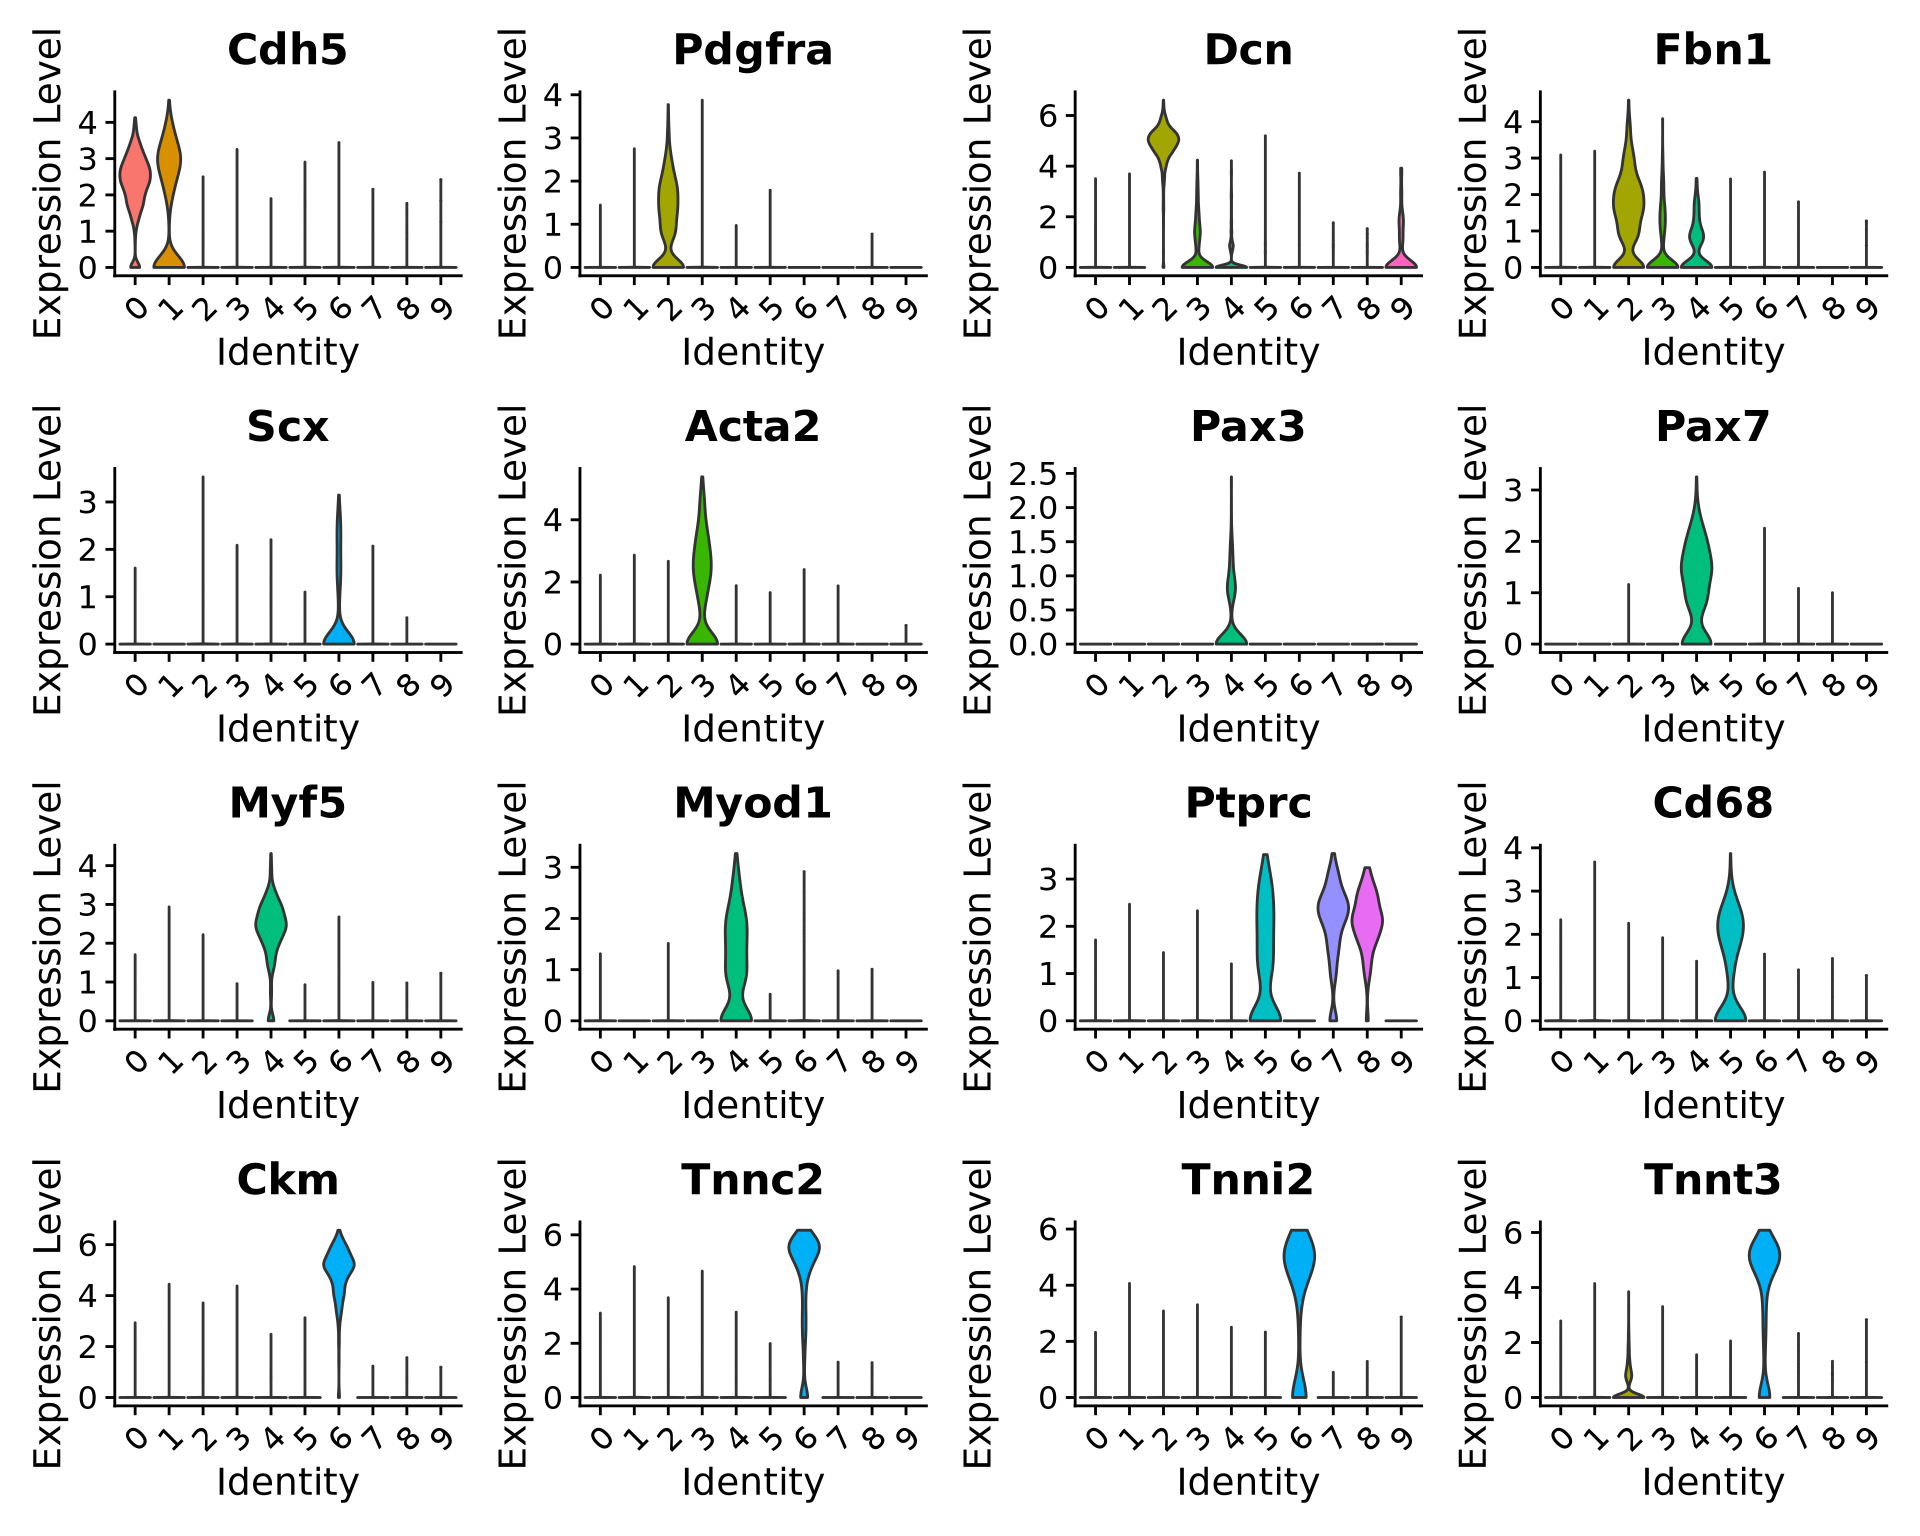 Cdh5
Expression Level
4
3
2
1
0
0 1 2 3 4 5 6 7 8 9
Identity
Pdgfra
Expression Level
4
3
2
1
0
0 1 2 3 4 5 6 7 8 9
Identity
Dcn
Expression Level
6
4
2
0
0 1 2 3 4 5 6 7 8 9
Identity
Fbn1
Expression Level
4
3
2
1
0
0 1 2 3 4 5 6 7 8 9
Identity
Scx
Expression Level
3
2
1
0
0 1 2 3 4 5 6 7 8 9
Identity
Acta2
Expression Level
4
2
0
0 1 2 3 4 5 6 7 8 9
Identity
Pax3
Expression Level
2.5
2.0
1.5
1.0
0.5
0.0
0 1 2 3 4 5 6 7 8 9
Identity
Pax7
Expression Level
3
2
1
0
0 1 2 3 4 5 6 7 8 9
Identity
Myf5
Expression Level
4
3
2
1
0
0 1 2 3 4 5 6 7 8 9
Identity
Myod1
Expression Level
3
2
1
0
0 1 2 3 4 5 6 7 8 9
Identity
Ptprc
Expression Level
3
2
1
0
0 1 2 3 4 5 6 7 8 9
Identity
Cd68
Expression Level
4
3
2
1
0
0 1 2 3 4 5 6 7 8 9
Identity
Ckm
Expression Level
6
4
2
0
0 1 2 3 4 5 6 7 8 9
Identity
Tnnc2
Expression Level
6
4
2
0
0 1 2 3 4 5 6 7 8 9
Identity
Tnni2
Expression Level
6
4
2
0
0 1 2 3 4 5 6 7 8 9
Identity
Tnnt3
Expression Level
6
4
2
0
0 1 2 3 4 5 6 7 8 9
Identity